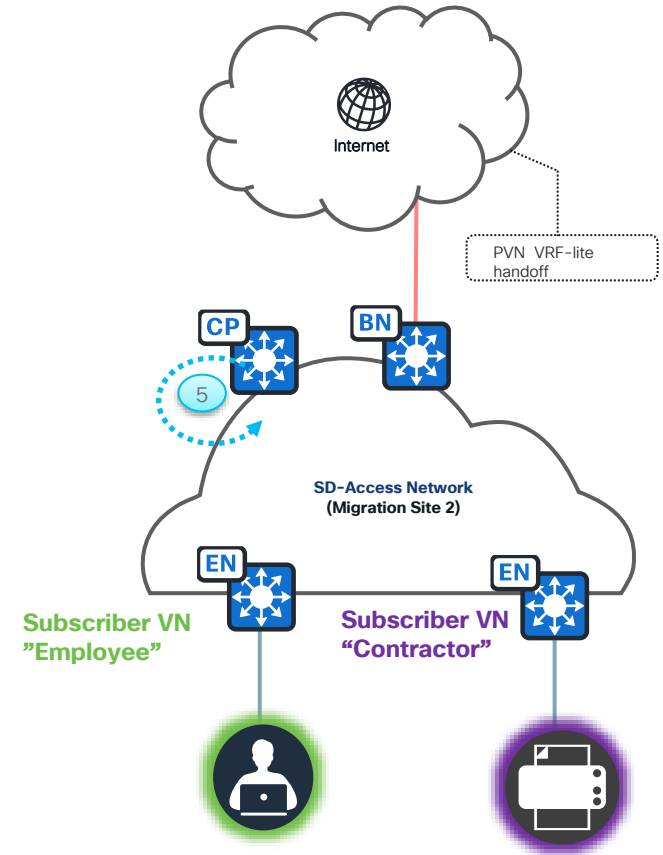 Internet
PVN VRF-lite
handoff
CP
BN
5
SD-Access Network
(Migration Site 2)
EN
EN
Subscriber VN
”Employee”
Subscriber VN
“Contractor”